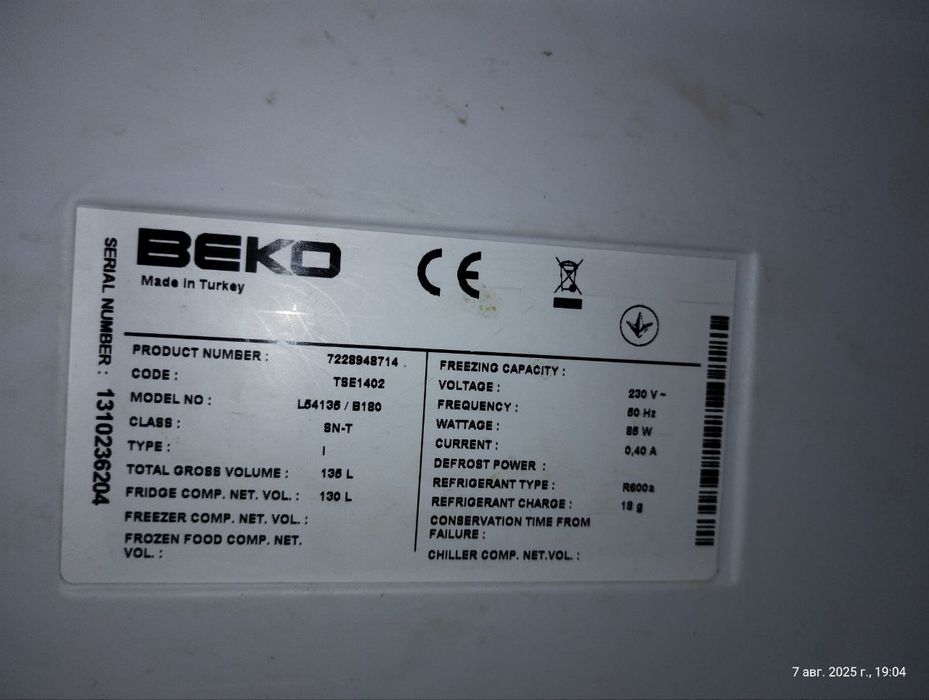 BEKO
Made in Turkey
CE
SERIAL NUMBER : 1310236204
PRODUCT NUMBER : 7228948714
CODE : TSE1402
MODEL NO : L54135 / B180
CLASS : SN-T
TYPE : I
TOTAL GROSS VOLUME : 135 L
FRIDGE COMP. NET. VOL. : 130 L
FREEZER COMP. NET. VOL. :
FROZEN FOOD COMP. NET.
VOL. :
FREEZING CAPACITY :
VOLTAGE : 230 V ~
FREQUENCY : 50 Hz
WATTAGE : 85 W
CURRENT : 0,40 A
DEFROST POWER :
REFRIGERANT TYPE : R600a
REFRIGERANT CHARGE : 18 g
CONSERVATION TIME FROM
FAILURE :
CHILLER COMP. NET.VOL. :
7 авг. 2025 г., 19:04